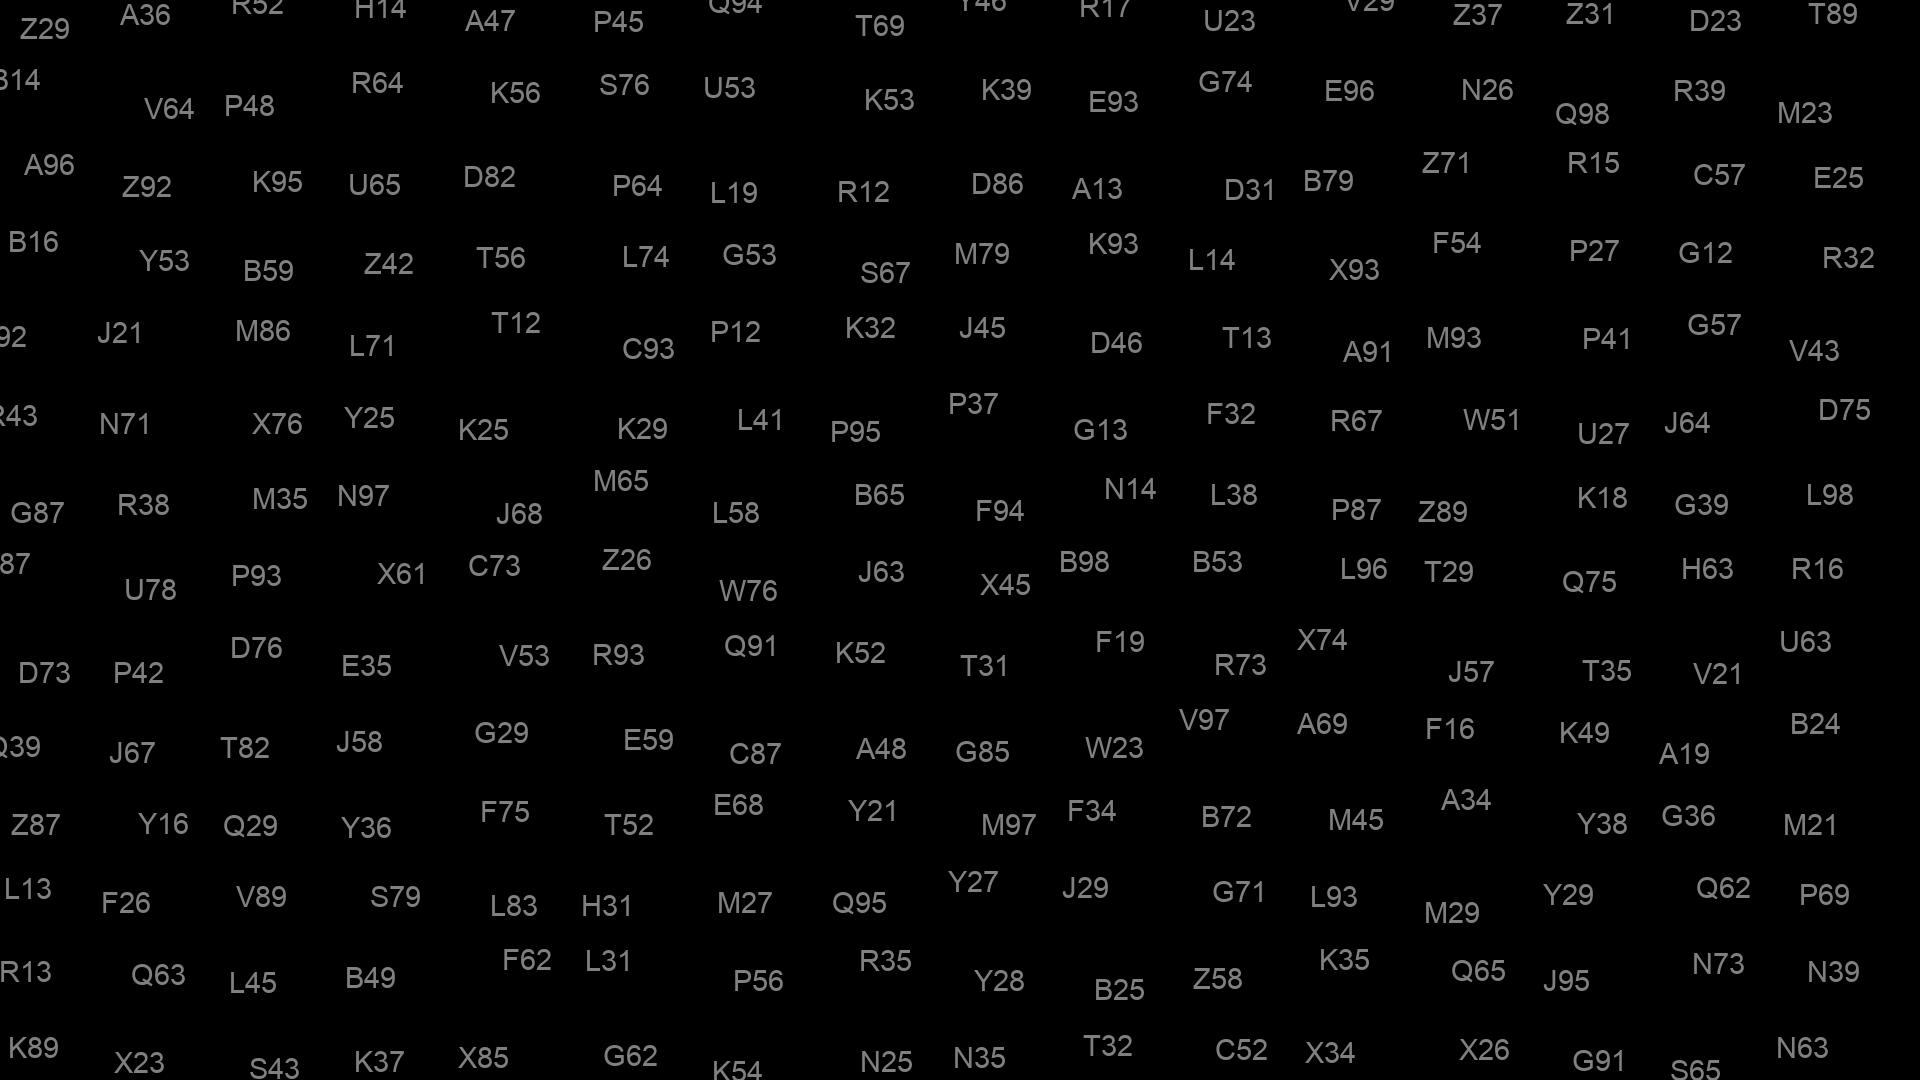 Z29 A36 R52 H14 A47 P45 Q94 T69 Y46 R17 U23 V29 Z37 Z31 D23 T89
B14 V64 P48 R64 K56 S76 U53 K53 K39 E93 G74 E96 N26 Q98 R39 M23
A96 Z92 K95 U65 D82 P64 L19 R12 D86 A13 D31 B79 Z71 R15 C57 E25
B16 Y53 B59 Z42 T56 L74 G53 S67 M79 K93 L14 X93 F54 P27 G12 R32
92 J21 M86 L71 T12 C93 P12 K32 J45 D46 T13 A91 M93 P41 G57 V43
R43 N71 X76 Y25 K25 K29 L41 P95 P37 G13 F32 R67 W51 U27 J64 D75
G87 R38 M35 N97 J68 M65 L58 B65 F94 N14 L38 P87 Z89 K18 G39 L98
87 U78 P93 X61 C73 Z26 W76 J63 X45 B98 B53 L96 T29 Q75 H63 R16
D73 P42 D76 E35 V53 R93 Q91 K52 T31 F19 R73 X74 J57 T35 V21 U63
Q39 J67 T82 J58 G29 E59 C87 A48 G85 W23 V97 A69 F16 K49 A19 B24
Z87 Y16 Q29 Y36 F75 T52 E68 Y21 M97 F34 B72 M45 A34 Y38 G36 M21
L13 F26 V89 S79 L83 H31 M27 Q95 Y27 J29 G71 L93 M29 Y29 Q62 P69
R13 Q63 L45 B49 F62 L31 P56 R35 Y28 B25 Z58 K35 Q65 J95 N73 N39
K89 X23 S43 K37 X85 G62 K54 N25 N35 T32 C52 X34 X26 G91 S65 N63